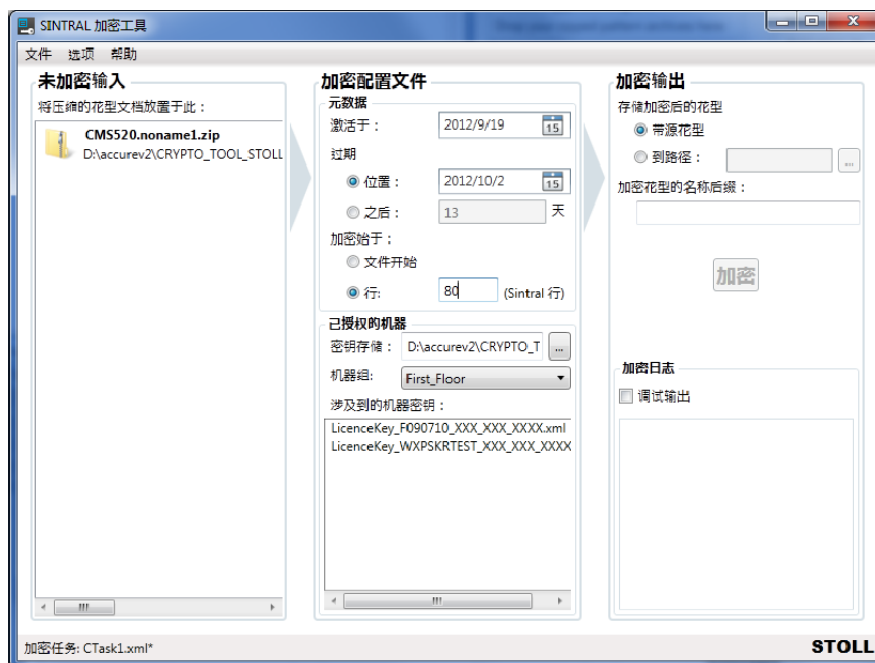 SINTRAL 加密工具
文件 选项 帮助
未加密输入
将压缩的花型文档放置于此：
CMS520.noname1.zip
D:\accurev2\CRYPTO_TOOL_STOLL
加密配置文件
元数据
激活于：
2012/9/19
15
过期
位置：
2012/10/2
15
之后：
13
天
加密始于；
文件开始
行:
80
(Sintral 行)
已授权的机器
密钥存储：
D:\accurev2\CRYPTO_T
...
机器组:
First_Floor
涉及到的机器密钥：
LicenceKey_F090710_XXX_XXX_XXXX.xml
LicenceKey_WXPSKRTEST_XXX_XXX_XXXX
加密输出
存储加密后的花型
带源花型
到路径：
...
加密花型的名称后缀：
加密
加密日志
调试输出
加密任务: CTask1.xml*
STOLL